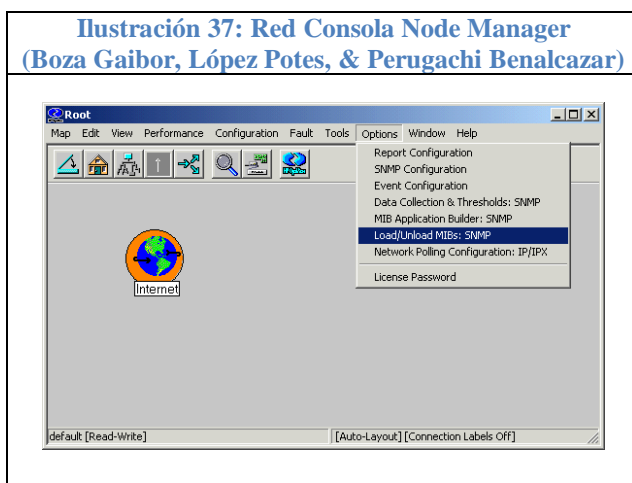 Ilustración 37: Red Consola Node Manager
(Boza Gaibor, López Potes, & Perugachi Benalcazar)
Root
Map Edit View Performance Configuration Fault Tools Options Window Help
Report Configuration
SNMP Configuration
Event Configuration
Data Collection & Thresholds: SNMP
MIB Application Builder: SNMP
Load/Unload MIBs: SNMP
Network Polling Configuration: IP/IPX
License Password
Internet
default [Read-Write] [Auto-Layout] [Connection Labels Off]